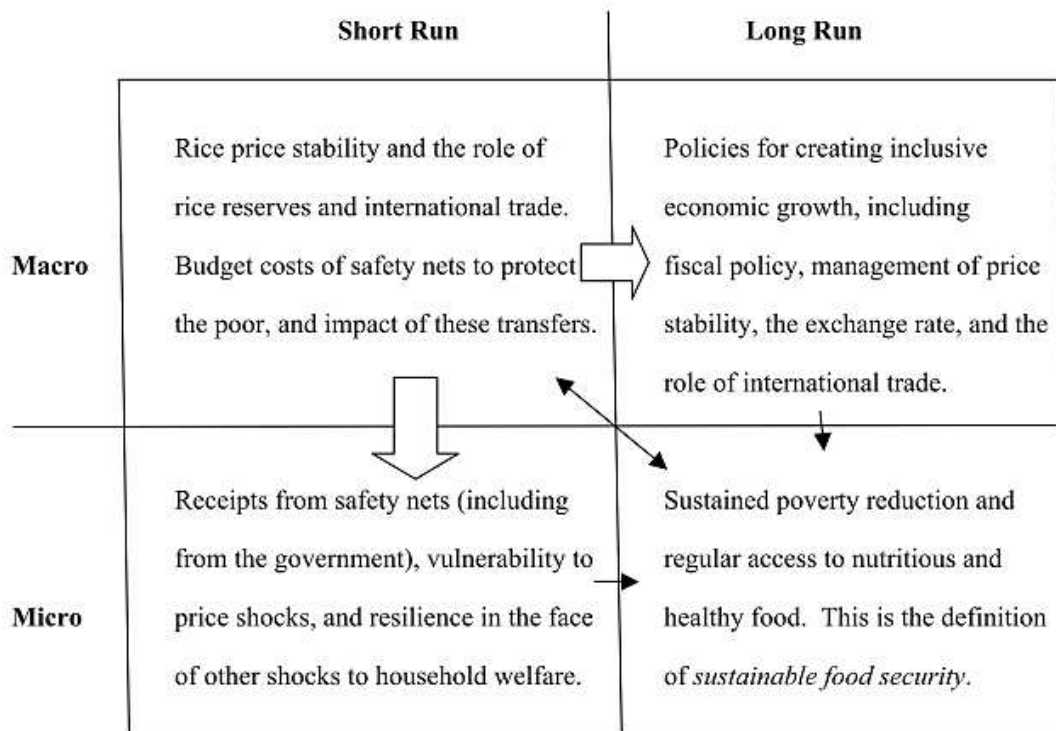 Short Run
Long Run
Macro
Rice price stability and the role of
rice reserves and international trade.
Budget costs of safety nets to protect
the poor, and impact of these transfers.
Policies for creating inclusive
economic growth, including
fiscal policy, management of price
stability, the exchange rate, and the
role of international trade.
Micro
Receipts from safety nets (including
from the government), vulnerability to
price shocks, and resilience in the face
of other shocks to household welfare.
Sustained poverty reduction and
regular access to nutritious and
healthy food. This is the definition
of sustainable food security.